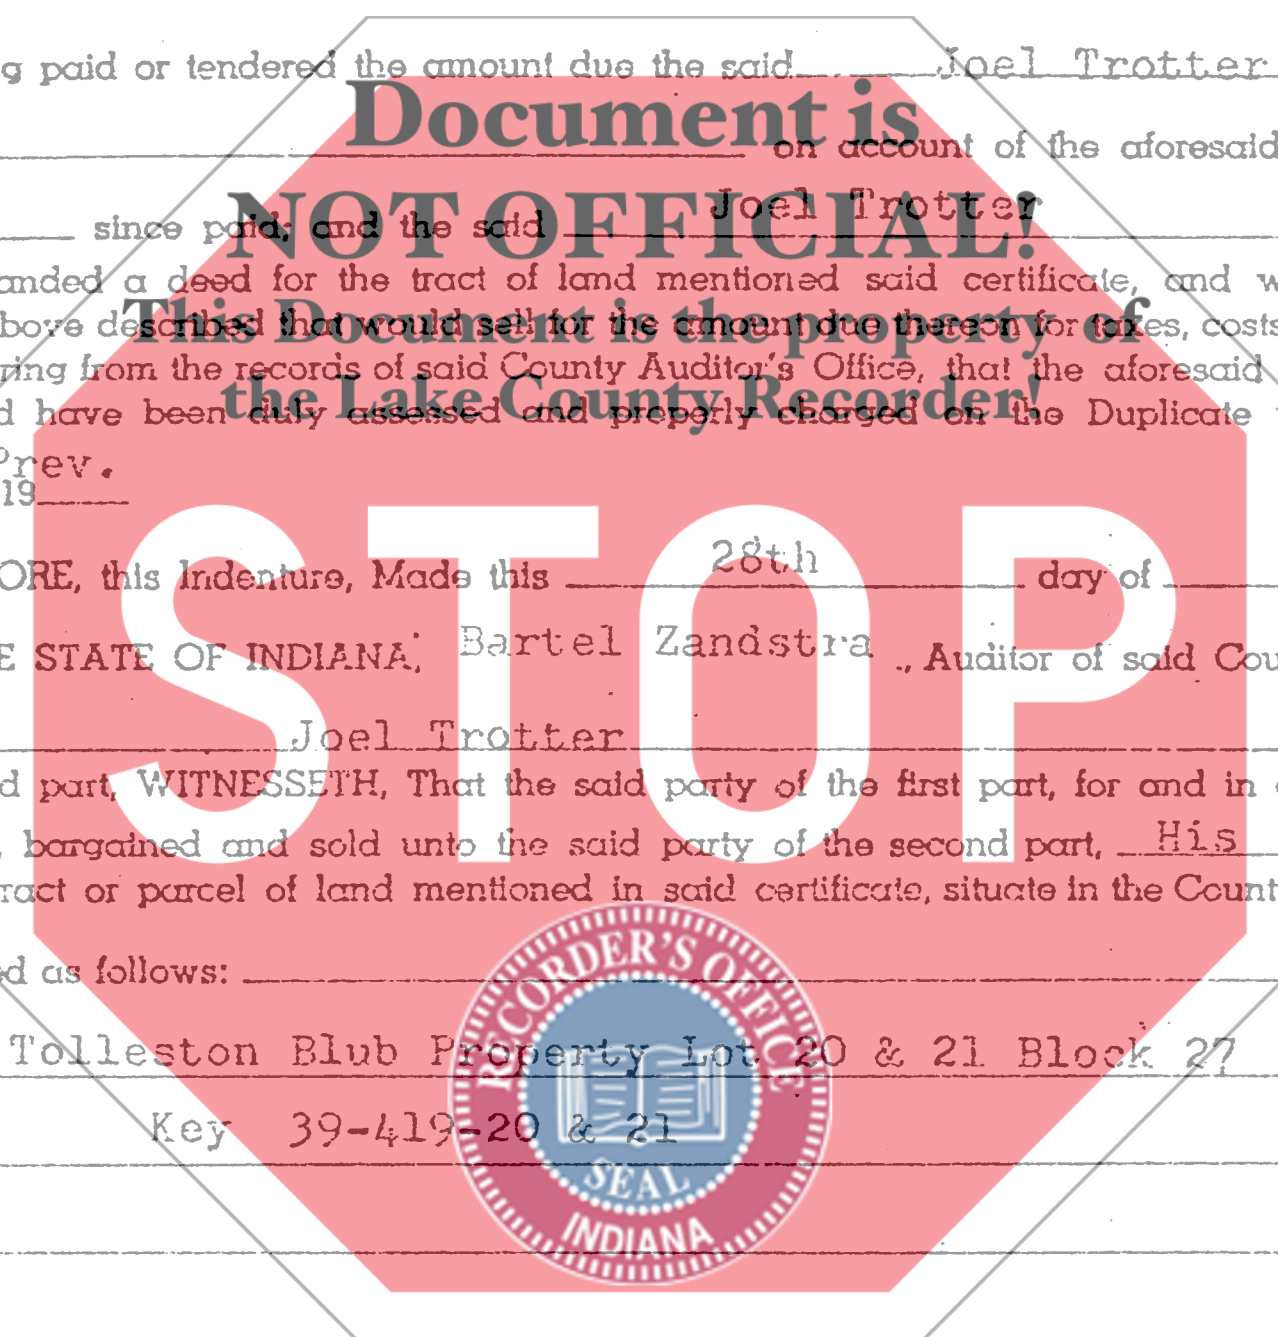 g paid or tendered the amount due the said Joel Trotter
Document is
on account of the aforesaid
NOT OFFICIAL!
since paid; and the said Joel Trotter
anded a deed for the tract of land mentioned said certificate, and w
This Document is the property of
bove described that would sell for the amount due thereon for taxes, costs
ring from the records of said County Auditor's Office, that the aforesaid
the Lake County Recorder!
d have been duly assessed and properly charged on the Duplicate
Prev.
19
STOP
ORE, this Indenture, Made this 28th day of
E STATE OF INDIANA, Bartel Zandstra, Auditor of said Cou
Joel Trotter
d part, WITNESSETH, That the said party of the first part, for and in
, bargained and sold unto the said party of the second part, His
ract or parcel of land mentioned in said certificate, situate in the Count
ed as follows:
RECORDER'S OFFICE
Tolleston Blub Property Lot 20 & 21 Block 27
Key 39-419-20 & 21
SEAL
INDIANA